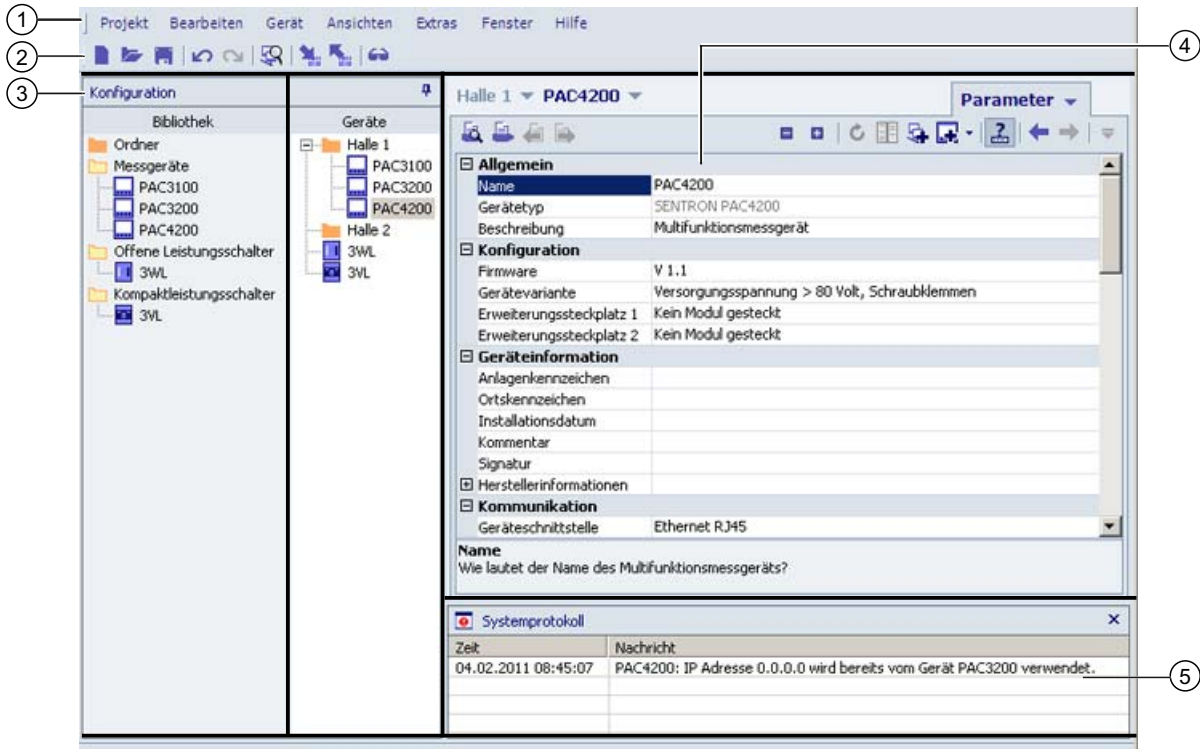 1
Projekt Bearbeiten Gerät Ansichten Extras Fenster Hilfe
2
4
3
Konfiguration
Bibliothek
Ordner
Messgeräte
PAC3100
PAC3200
PAC4200
Offene Leistungsschalter
3WL
Kompaktleistungsschalter
3VL
Geräte
Halle 1
PAC3100
PAC3200
PAC4200
Halle 2
3WL
3VL
Halle 1 PAC4200
Parameter
Allgemein
Name PAC4200
Gerätetyp SENTRON PAC4200
Beschreibung Multifunktionsmessgerät
Konfiguration
Firmware V 1.1
Gerätevariante Versorgungsspannung > 80 Volt, Schraubklemmen
Erweiterungssteckplatz 1 Kein Modul gesteckt
Erweiterungssteckplatz 2 Kein Modul gesteckt
Geräteinformation
Anlagenkennzeichen
Ortskennzeichen
Installationsdatum
Kommentar
Signatur
Herstellerinformationen
Kommunikation
Geräteschnittstelle Ethernet RJ45
Name
Wie lautet der Name des Multifunktionsmessgeräts?
Systemprotokoll
Zeit Nachricht
04.02.2011 08:45:07 PAC4200: IP Adresse 0.0.0.0 wird bereits vom Gerät PAC3200 verwendet.
5